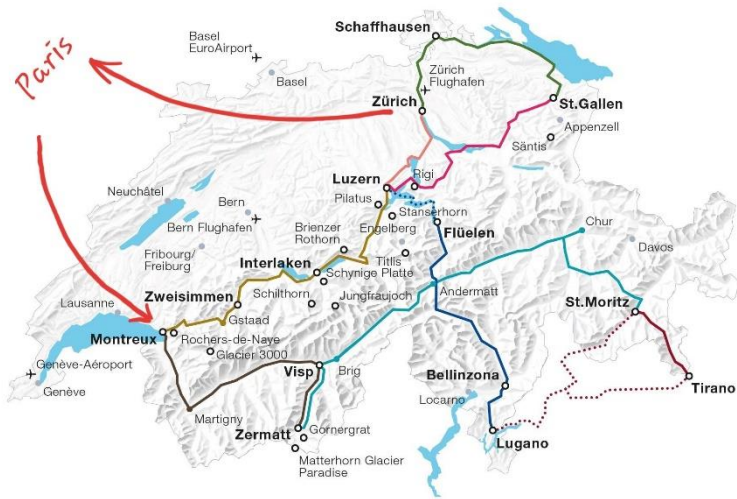 Schaffhausen
Basel
EuroAirport
Paris
Basel
Zürich
Flughafen
Zürich
St.Gallen
Appenzell
Säntis
Luzern
Rigi
Neuchâtel
Pilatus
Bern
Stanserhorn
Bern Flughafen
Brienzer
Rothorn
Engelberg
Flüelen
Chur
Fribourg/
Freiburg
Titlis
Davos
Interlaken
Schynige Platte
Lausanne
Zweisimmen
Schilthorn
Jungfraujoch
Andermatt
St.Moritz
Gstaad
Montreux
Rochers-de-Naye
Glacier 3000
Genève-Aéroport
Visp
Brig
Bellinzona
Tirano
Genève
Locarno
Martigny
Zermatt
Gornergrat
Lugano
Matterhorn Glacier
Paradise